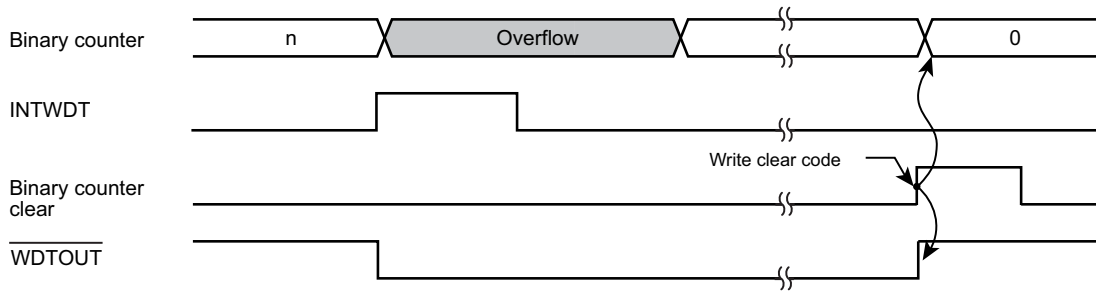 Binary counter
n
Overflow
0
INTWDT
Write clear code
Binary counter
clear
WDTOUT